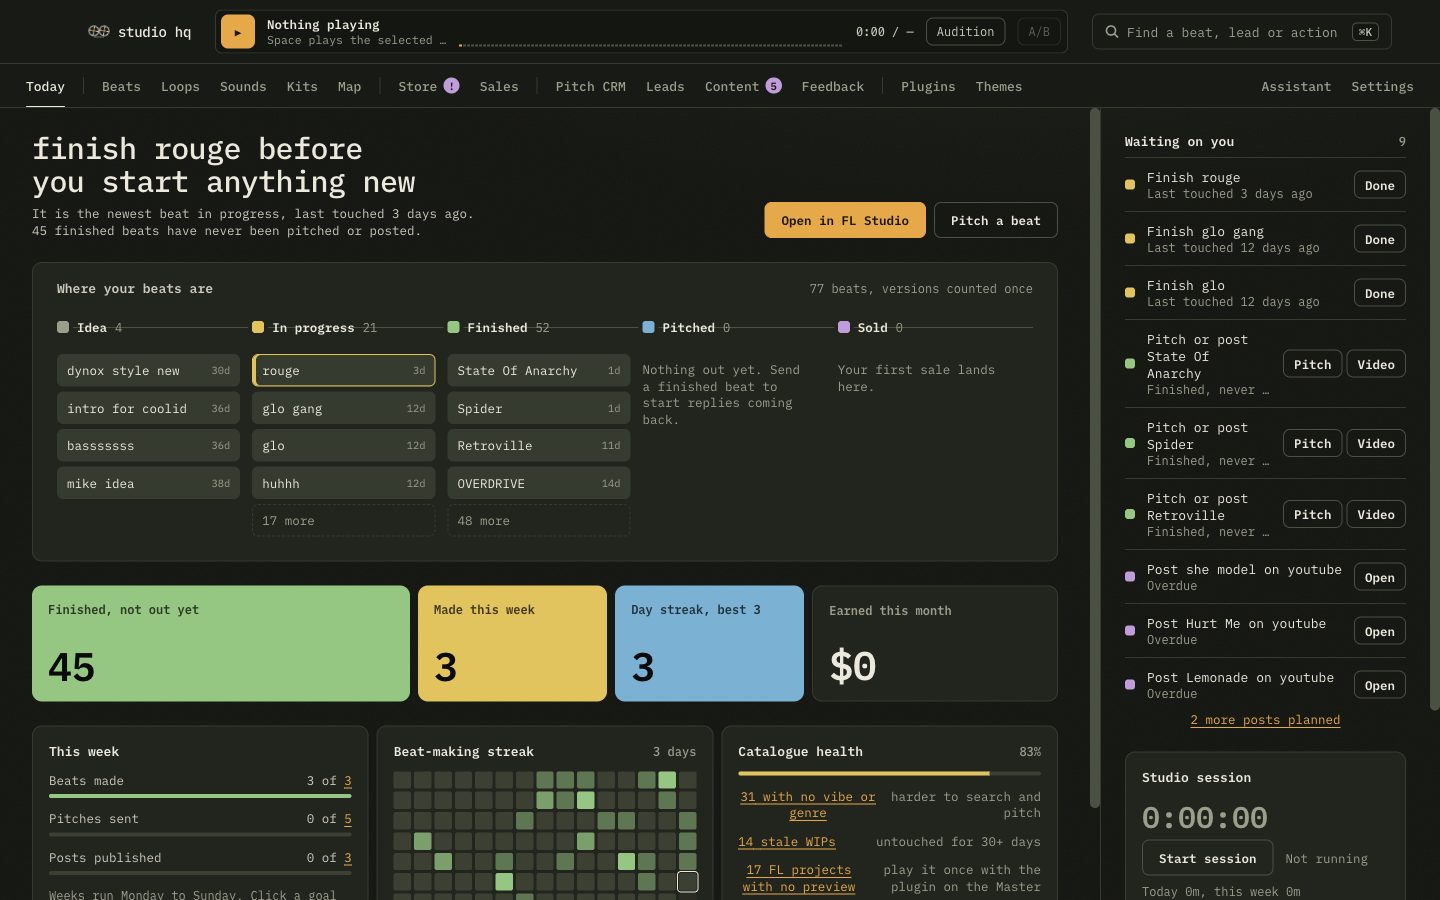 studio hq
Nothing playing
Space plays the selected …
0:00 / —
Audition
A/B
Find a beat, lead or action
⌘K
Today
Beats
Loops
Sounds
Kits
Map
Store !
Sales
Pitch CRM
Leads
Content 5
Feedback
Plugins
Themes
Assistant
Settings
finish rouge before
you start anything new
It is the newest beat in progress, last touched 3 days ago.
45 finished beats have never been pitched or posted.
Open in FL Studio
Pitch a beat
Where your beats are
77 beats, versions counted once
Idea 4
In progress 21
Finished 52
Pitched 0
Sold 0
dynox style new 30d
intro for coolid 36d
basssssss 36d
mike idea 38d
rouge 3d
glo gang 12d
glo 12d
huhhh 12d
17 more
State Of Anarchy 1d
Spider 1d
Retroville 11d
OVERDRIVE 14d
48 more
Nothing out yet. Send
a finished beat to
start replies coming
back.
Your first sale lands
here.
Finished, not out yet
45
Made this week
3
Day streak, best 3
3
Earned this month
$0
This week
Beats made 3 of 3
Pitches sent 0 of 5
Posts published 0 of 3
Weeks run Monday to Sunday. Click a goal
Beat-making streak 3 days
Catalogue health 83%
31 with no vibe or
genre
harder to search and
pitch
14 stale WIPs
untouched for 30+ days
17 FL projects
with no preview
play it once with the
plugin on the Master
Waiting on you 9
Finish rouge
Last touched 3 days ago
Done
Finish glo gang
Last touched 12 days ago
Done
Finish glo
Last touched 12 days ago
Done
Pitch or post
State Of
Anarchy
Finished, never …
Pitch
Video
Pitch or post
Spider
Finished, never …
Pitch
Video
Pitch or post
Retroville
Finished, never …
Pitch
Video
Post she model on youtube
Overdue
Open
Post Hurt Me on youtube
Overdue
Open
Post Lemonade on youtube
Overdue
Open
2 more posts planned
Studio session
0:00:00
Start session
Not running
Today 0m, this week 0m